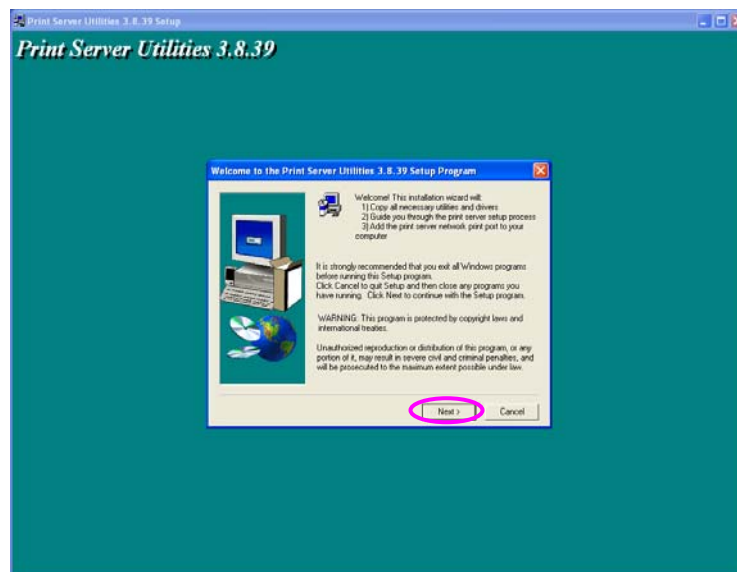 Print Server Utilities 3.8.39 Setup
Print Server Utilities 3.8.39
Welcome to the Print Server Utilities 3.8.39 Setup Program
Welcome! This installation wizard will:
1) Copy all necessary utilities and drivers
2) Guide you through the print server setup process
3) Add the print server network print port to your
computer
It is strongly recommended that you exit all Windows programs
before running this Setup program.
Click Cancel to quit Setup and then close any programs you
have running. Click Next to continue with the Setup program.
WARNING: This program is protected by copyright laws and
international treaties.
Unauthorized reproduction or distribution of this program, or any
portion of it, may result in severe civil and criminal penalties, and
will be prosecuted to the maximum extent possible under law.
Next >
Cancel